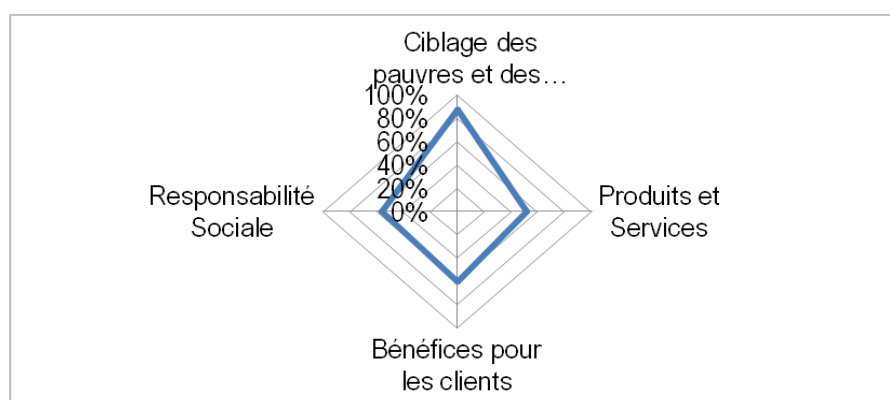 Ciblage des
pauvres et des…
100%
80%
60%
40%
20%
0%
Responsabilité
Sociale
Produits et
Services
Bénéfices pour
les clients